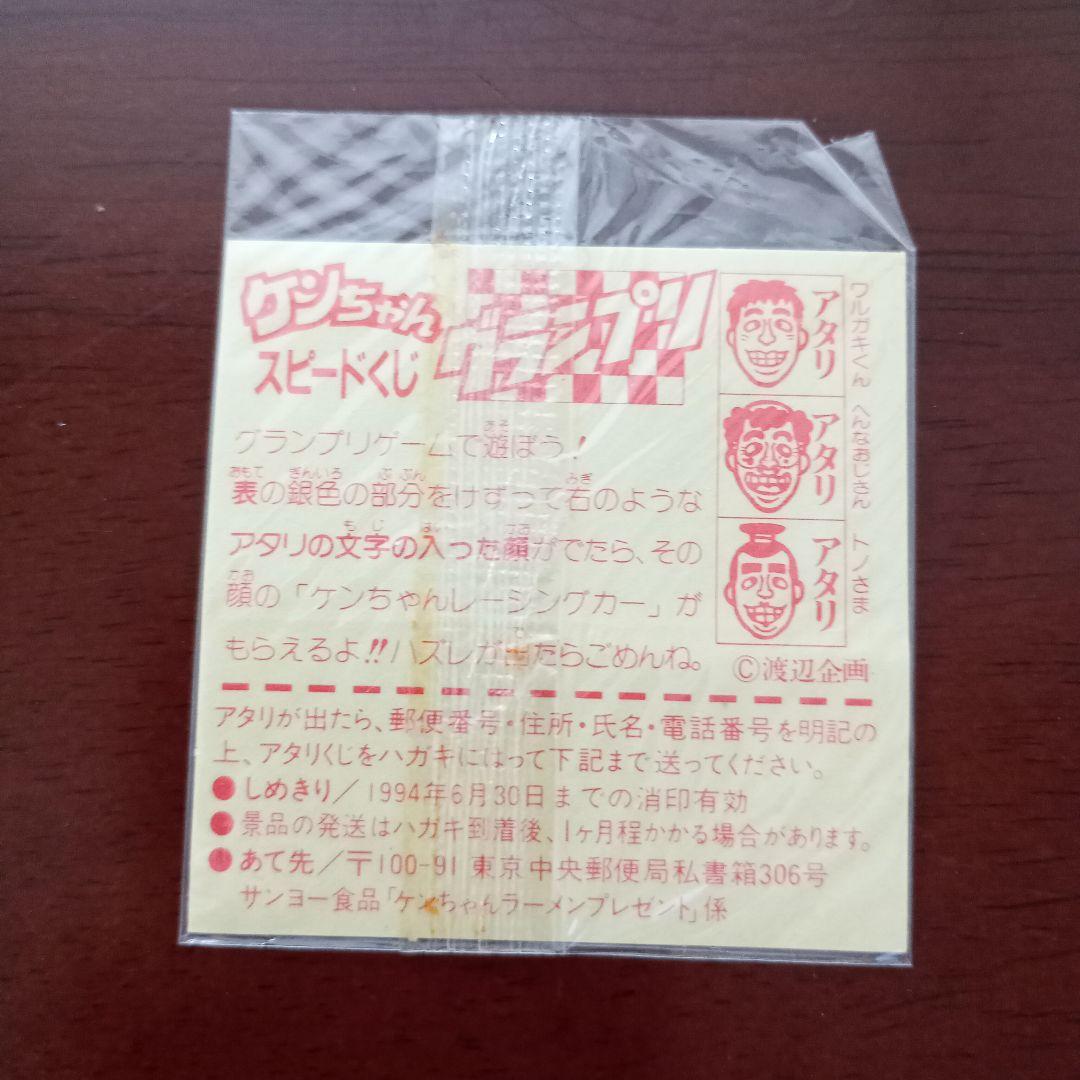 ケンちゃん
スピードくじ
グランプリ
グランプリゲームで遊ぼう!
表の銀色の部分をけずって右のような
アタリの文字の入った顔がでたら、その
顔の「ケンちゃんレーシングカー」が
もらえるよ!!ハズレが出たらごめんね。
アタリ
ワルガキくん
アタリ
へんなおじさん
アタリ
トノさま
©渡辺企画
アタリが出たら、郵便番号・住所・氏名・電話番号を明記の
上、アタリくじをハガキにはって下記まで送ってください。
●しめきり/1994年6月30日までの消印有効
●景品の発送はハガキ到着後、1ヶ月程かかる場合があります。
●あて先/〒100-91 東京中央郵便局私書箱306号
サンヨー食品「ケンちゃんラーメンプレゼント」係